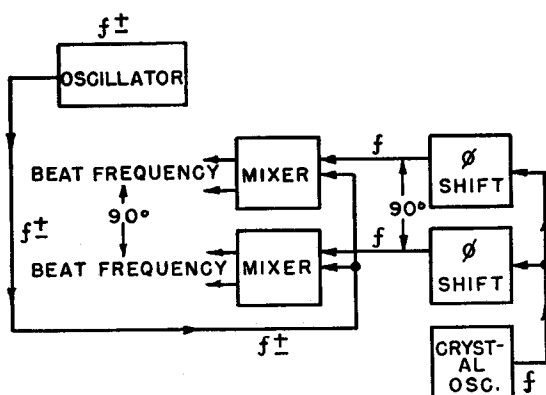 f±
OSCILLATOR
f±
BEAT FREQUENCY
90°
BEAT FREQUENCY
MIXER
MIXER
f
90°
f
Ø
SHIFT
Ø
SHIFT
f±
CRYST-
AL
OSC.
f